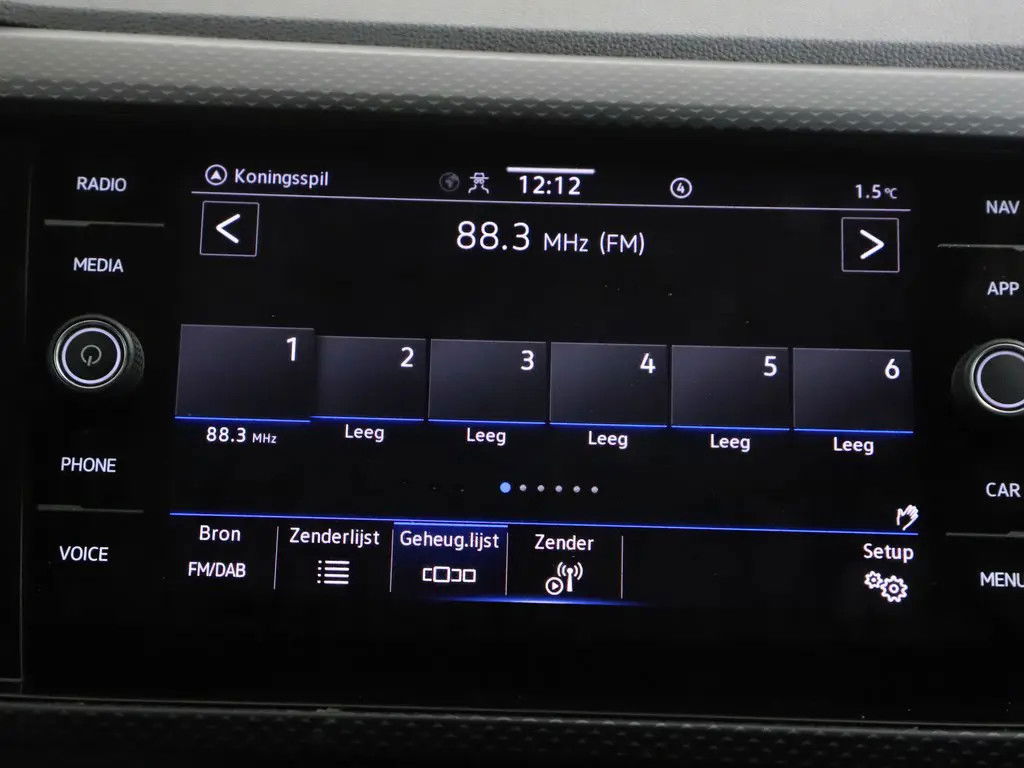 RADIO
MEDIA
PHONE
VOICE
Koningsspil
12:12
4
1.5°C
88.3 MHz (FM)
1
2
3
4
5
6
88.3 MHz
Leeg
Leeg
Leeg
Leeg
Leeg
Bron
FM/DAB
Zenderlijst
Geheug.lijst
Zender
Setup
NAV
APP
CAR
MENU